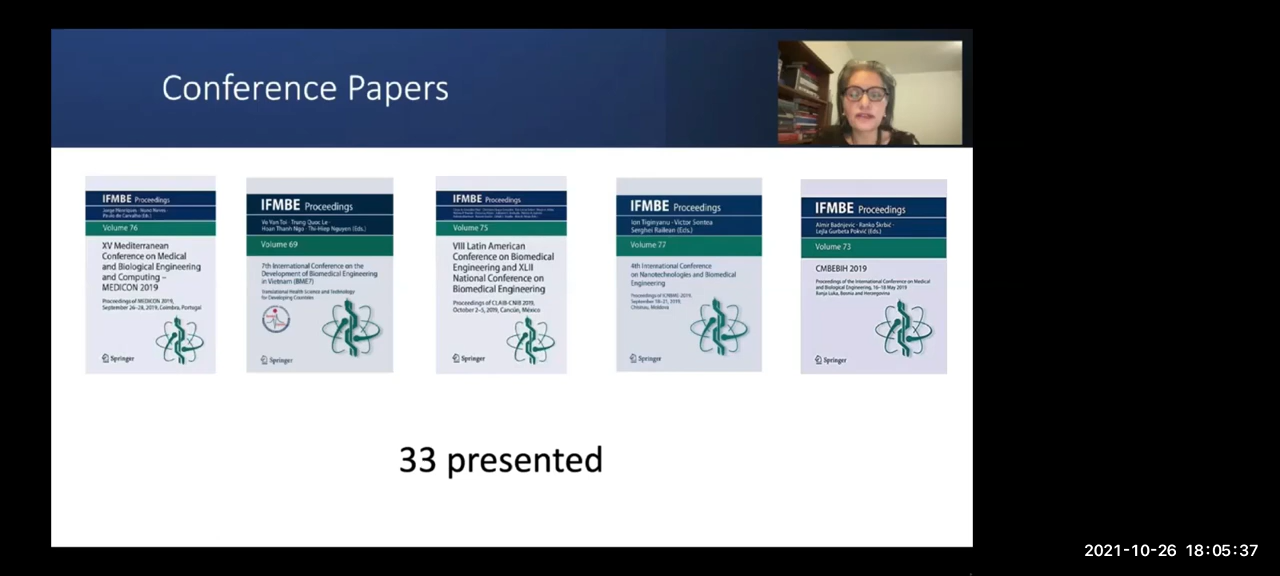 Conference Papers
IFMBE Proceedings
Jorge Henriques · Nuno Neves ·
Paulo de Carvalho (Eds.)
Volume 76
XV Mediterranean
Conference on Medical
and Biological Engineering
and Computing –
MEDICON 2019
Proceedings of MEDICON 2019,
September 26–28, 2019, Coimbra, Portugal
Springer
IFMBE Proceedings
Vo Van Toi · Trung Quoc Le ·
Hoan Thanh Ngo · Thi-Hiep Nguyen (Eds.)
Volume 69
7th International Conference on the
Development of Biomedical Engineering
in Vietnam (BME7)
Translational Health Science and Technology
for Developing Countries
Springer
IFMBE Proceedings
Volume 75
VIII Latin American
Conference on Biomedical
Engineering and XLII
National Conference on
Biomedical Engineering
Proceedings of CLAIB-CNIB 2019,
October 2–5, 2019, Cancún, México
Springer
IFMBE Proceedings
Ion Tiginyanu · Victor Sontea
Serghei Railean (Eds.)
Volume 77
4th International Conference
on Nanotechnologies and Biomedical
Engineering
Proceedings of ICNBME-2019,
September 18–21, 2019,
Chisinau, Moldova
Springer
IFMBE Proceedings
Almir Badnjević · Ranko Škrbić ·
Lejla Gurbeta Pokvić (Eds.)
Volume 73
CMBEBIH 2019
Proceedings of the International Conference on Medical
and Biological Engineering, 16–18 May 2019
Banja Luka, Bosnia and Herzegovina
Springer
33 presented
2021-10-26 18:05:37